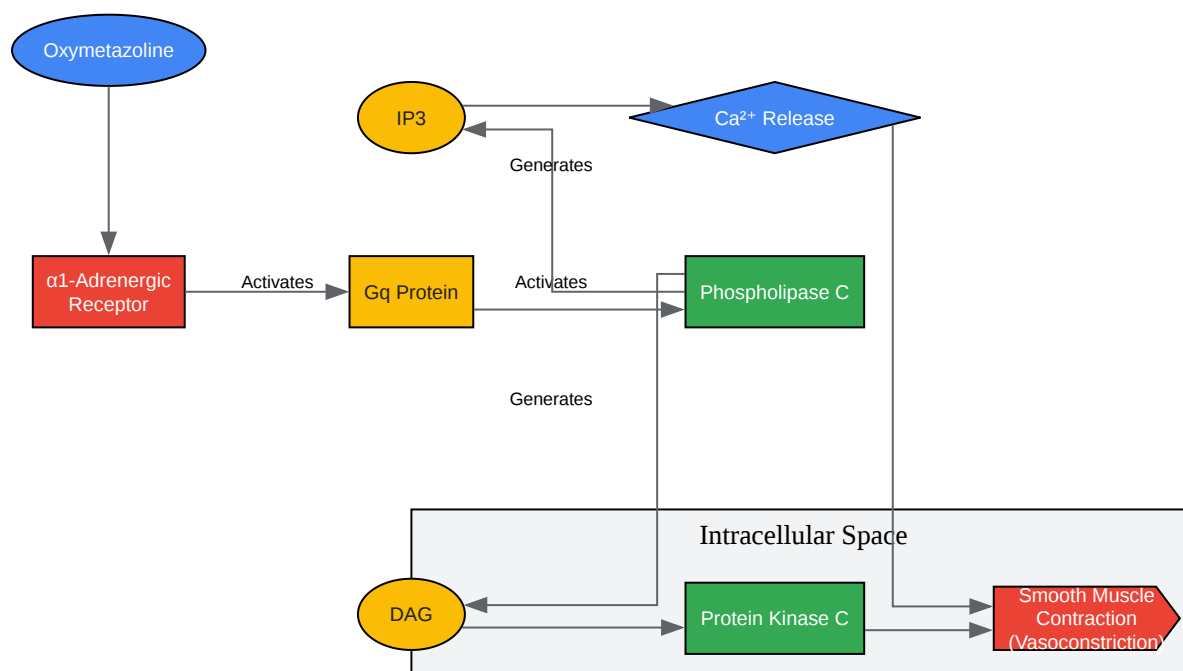 Oxymetazoline
IP3
Ca²⁺ Release
Generates
α1-Adrenergic
Receptor
Activates
Gq Protein
Activates
Phospholipase C
Generates
Intracellular Space
DAG
Protein Kinase C
Smooth Muscle
Contraction
(Vasoconstriction)